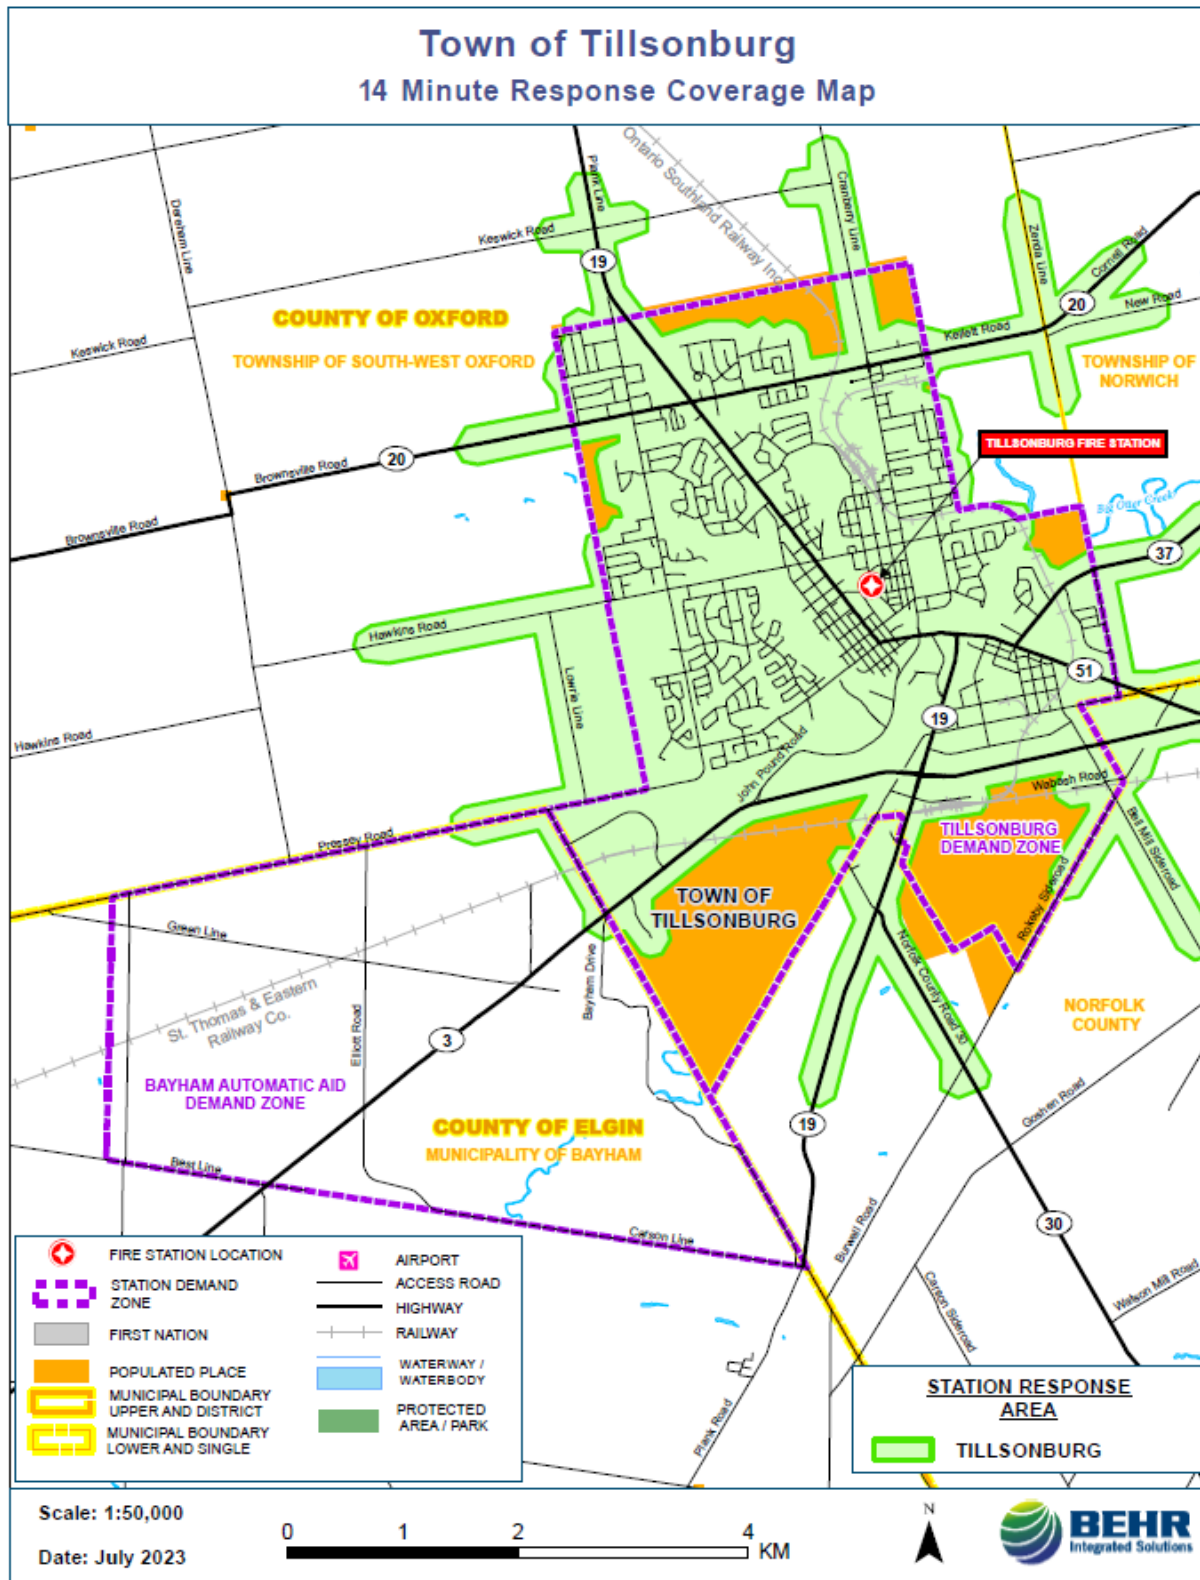 Town of Tillsonburg
14 Minute Response Coverage Map
Ontario Southland Railway Inc
Plank Line
Cranberry Line
Dereham Line
Keswick Road
19
Zenda Line
Cornell Road
20
New Road
Keswick Road
COUNTY OF OXFORD
TOWNSHIP OF SOUTH-WEST OXFORD
Kellett Road
TOWNSHIP OF
NORWICH
TILLSONBURG FIRE STATION
20
Brownsville Road
Brownsville Road
Big Otter Creek
37
Hawkins Road
Lowrie Line
51
19
Hawkins Road
John Pound Road
Wabash Road
Bell Mill Sideroad
Pressey Road
TILLSONBURG
DEMAND ZONE
TOWN OF
TILLSONBURG
Rokeby Sideroad
Green Line
Bayham Drive
Norfolk County Road 30
St. Thomas & Eastern
Railway Co.
Elliott Road
3
NORFOLK
COUNTY
BAYHAM AUTOMATIC AID
DEMAND ZONE
COUNTY OF ELGIN
MUNICIPALITY OF BAYHAM
19
Goshen Road
Best Line
Carson Line
Burwell Road
30
Carson Sideroad
Watson Mill Road
Plank Road
FIRE STATION LOCATION
STATION DEMAND
ZONE
FIRST NATION
POPULATED PLACE
MUNICIPAL BOUNDARY
UPPER AND DISTRICT
MUNICIPAL BOUNDARY
LOWER AND SINGLE
AIRPORT
ACCESS ROAD
HIGHWAY
RAILWAY
WATERWAY /
WATERBODY
PROTECTED
AREA / PARK
STATION RESPONSE
AREA
TILLSONBURG
Scale: 1:50,000
Date: July 2023
0 1 2 4 KM
N
BEHR
Integrated Solutions